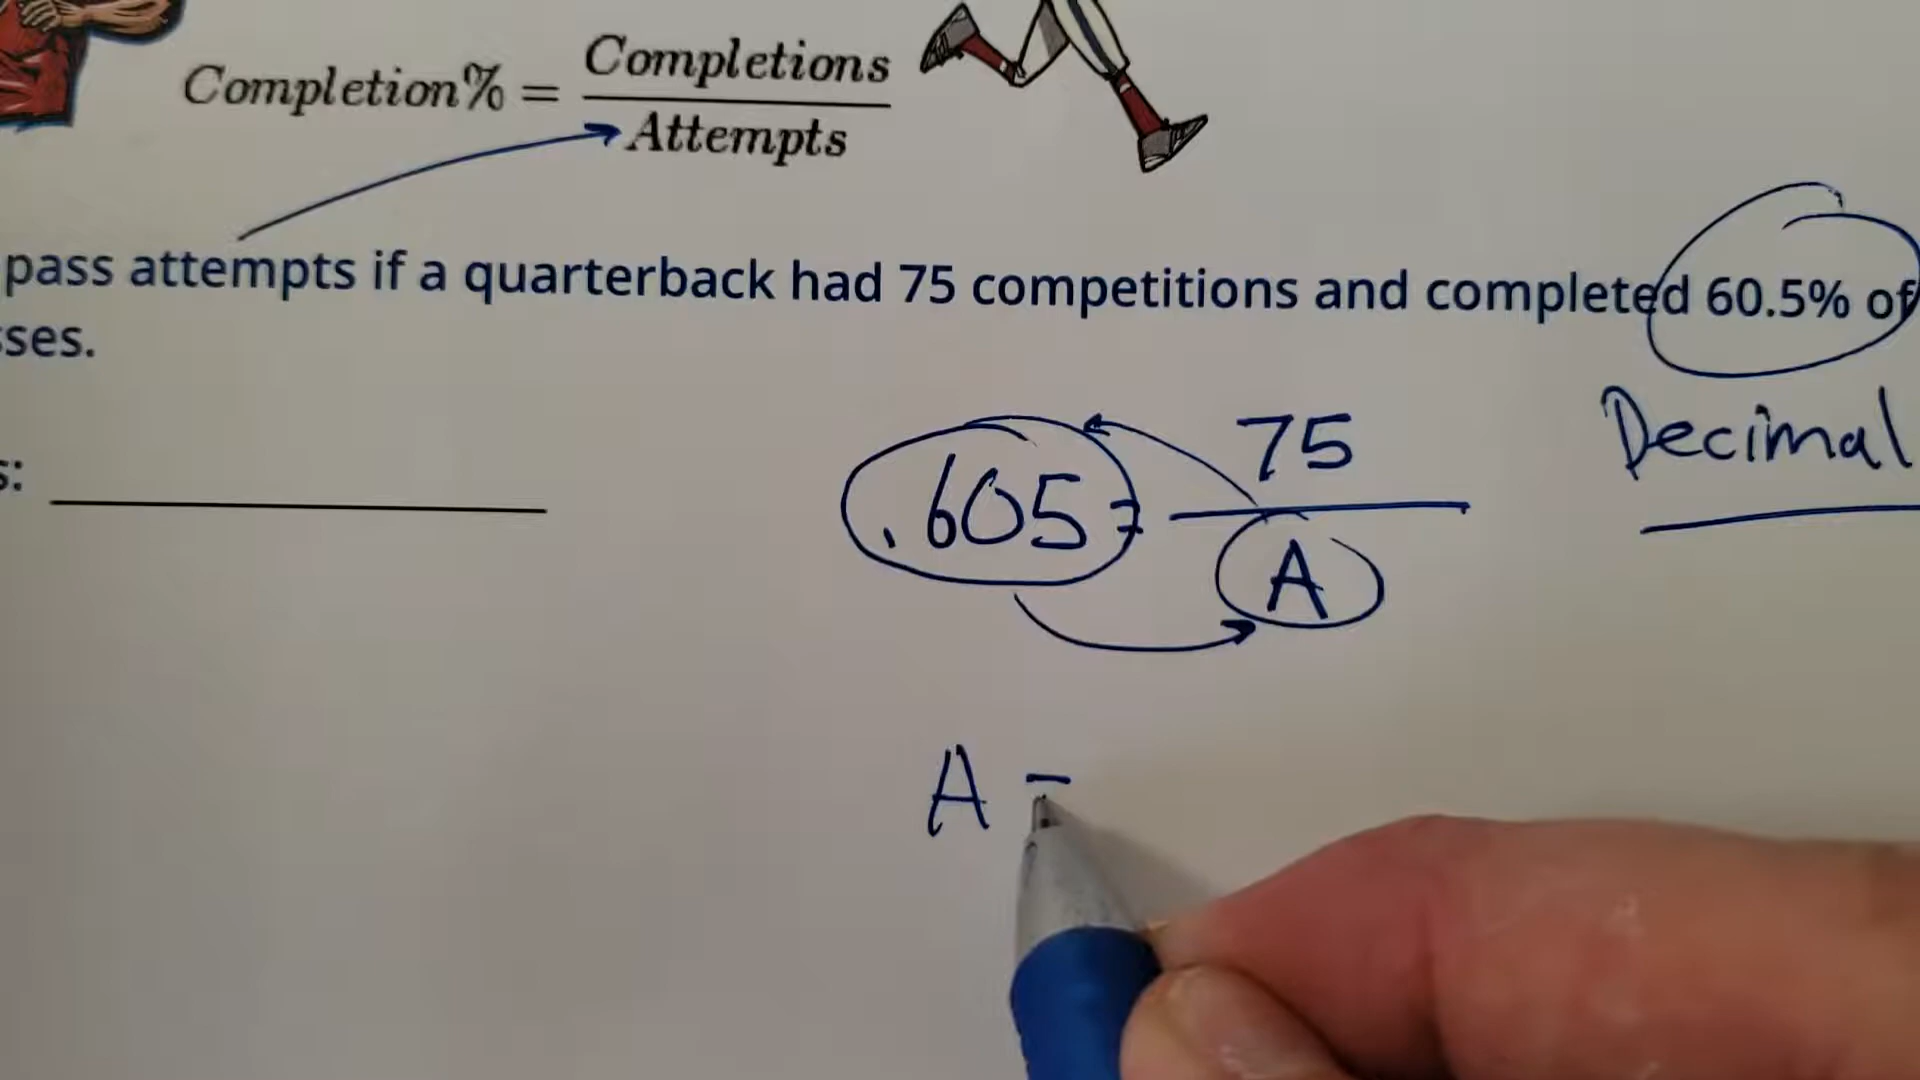 Completion% = Completions
Attempts
pass attempts if a quarterback had 75 competitions and completed 60.5% of
sses.
s:
Decimal
.605 = 75
A
A =